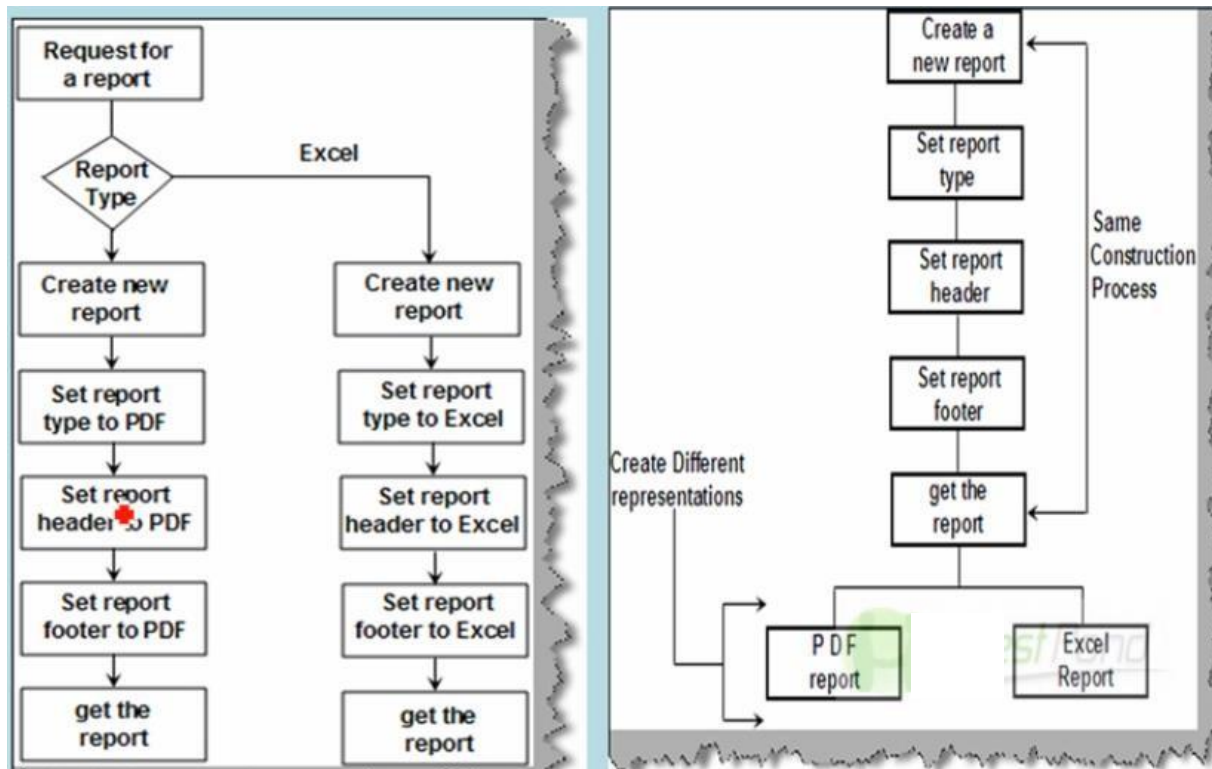 Request for
a report
Report
Type
Excel
Create new
report
Create new
report
Set report
type to PDF
Set report
type to Excel
Set report
header to PDF
Set report
header to Excel
Set report
footer to PDF
Set report
footer to Excel
get the
report
get the
report
Create a
new report
Set report
type
Set report
header
Same
Construction
Process
Set report
footer
Create Different
representations
get the
report
PDF
report
Excel
Report